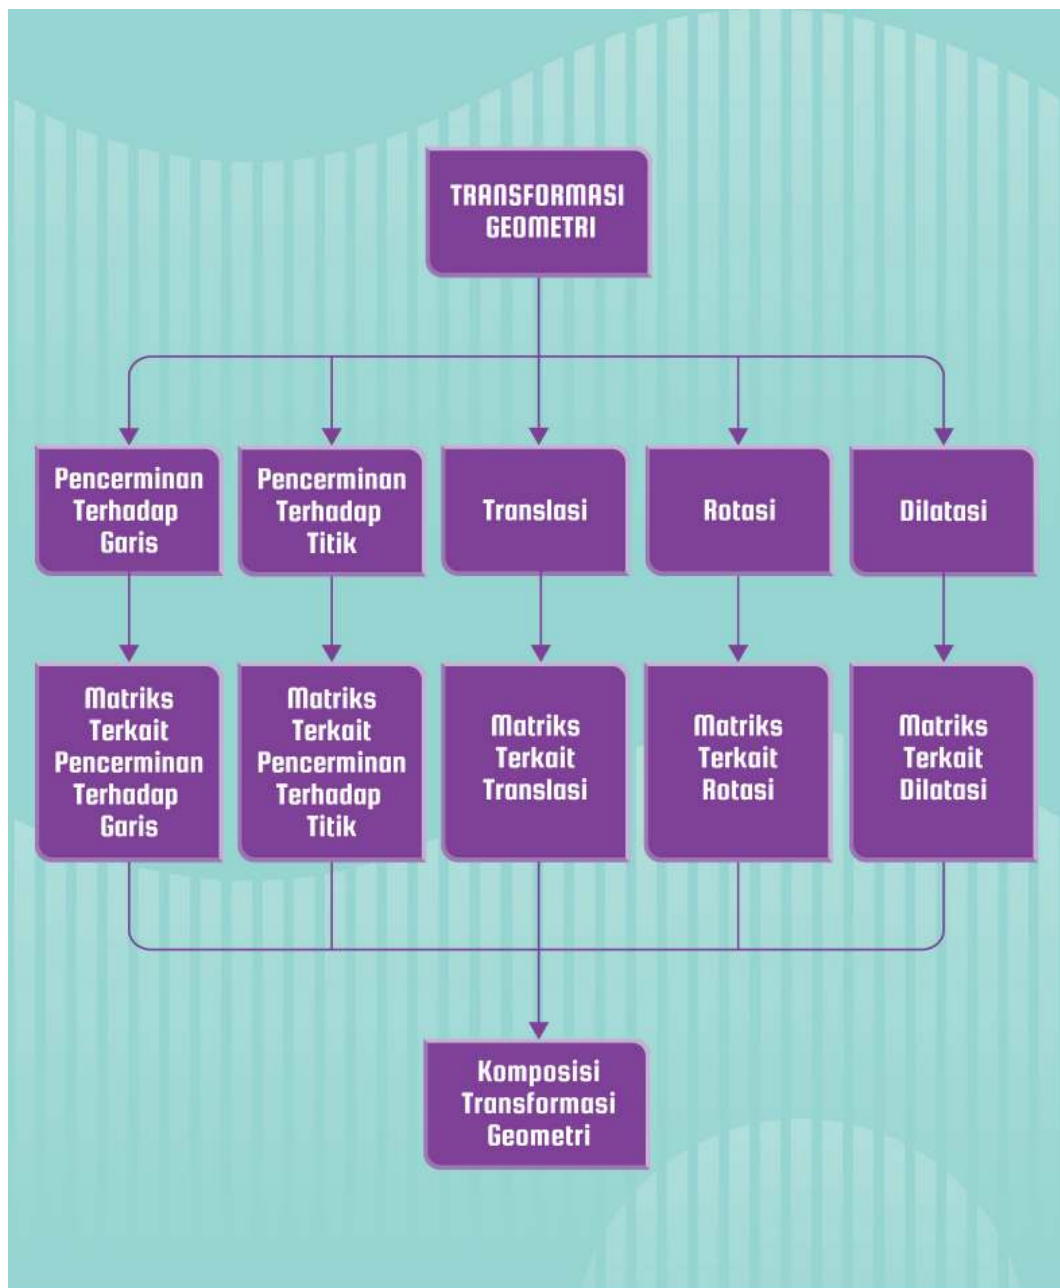 TRANSFORMASI
GEOMETRI
Pencerminan
Terhadap
Garis
Pencerminan
Terhadap
Titik
Translasi
Rotasi
Dilatasi
Matriks
Terkait
Pencerminan
Terhadap
Garis
Matriks
Terkait
Pencerminan
Terhadap
Titik
Matriks
Terkait
Translasi
Matriks
Terkait
Rotasi
Matriks
Terkait
Dilatasi
Komposisi
Transformasi
Geometri